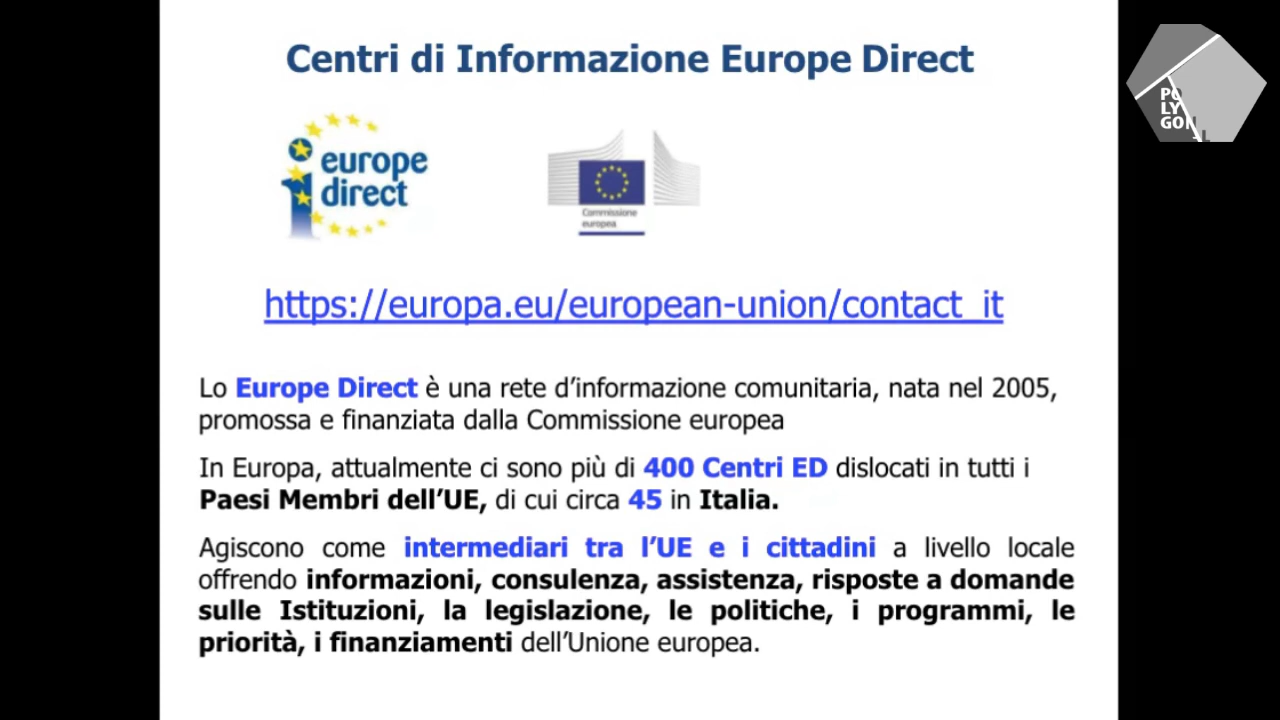 Centri di Informazione Europe Direct
PO
LY
GON
AL
europe
direct
Commissione
europea
https://europa.eu/european-union/contact_it
Lo Europe Direct è una rete d’informazione comunitaria, nata nel 2005,
promossa e finanziata dalla Commissione europea
In Europa, attualmente ci sono più di 400 Centri ED dislocati in tutti i
Paesi Membri dell’UE, di cui circa 45 in Italia.
Agiscono come intermediari tra l’UE e i cittadini a livello locale
offrendo informazioni, consulenza, assistenza, risposte a domande
sulle Istituzioni, la legislazione, le politiche, i programmi, le
priorità, i finanziamenti dell’Unione europea.